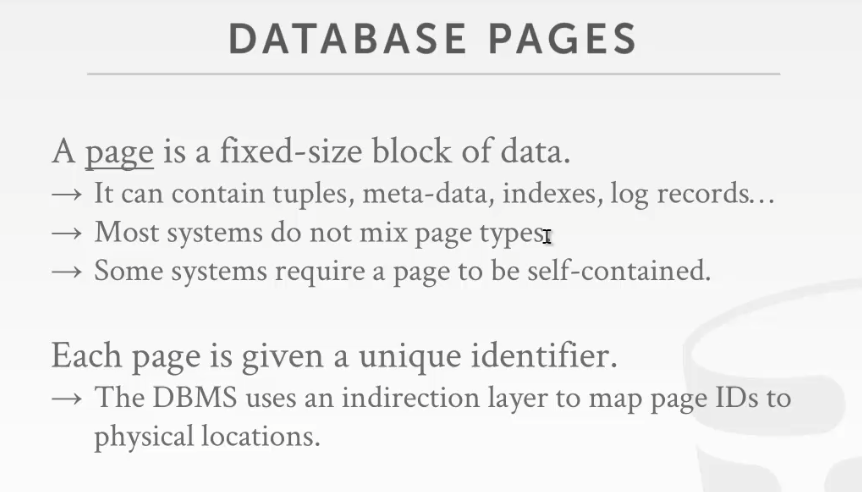 DATABASE PAGES
A page is a fixed-size block of data.
→ It can contain tuples, meta-data, indexes, log records…
→ Most systems do not mix page types.
→ Some systems require a page to be self-contained.
Each page is given a unique identifier.
→ The DBMS uses an indirection layer to map page IDs to
physical locations.